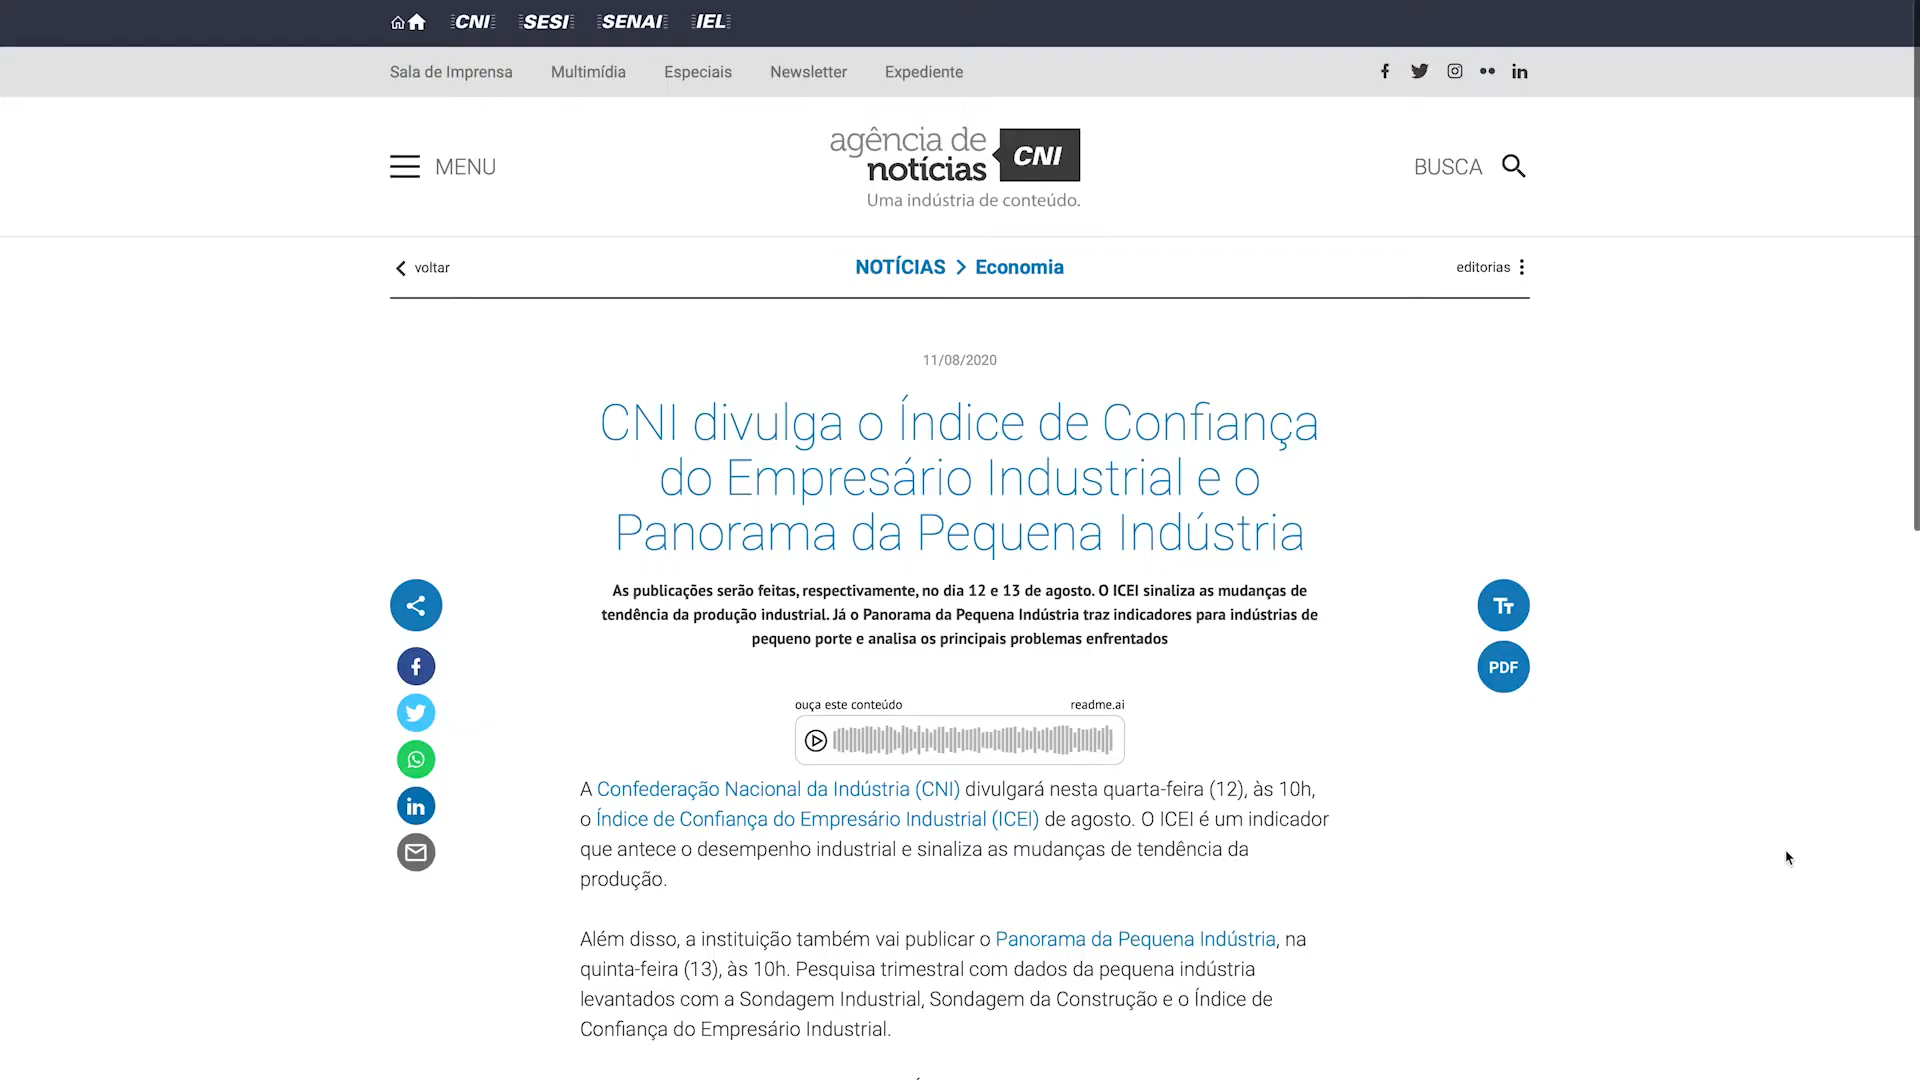 CNI SESI SENAI IEL
Sala de Imprensa Multimídia Especiais Newsletter Expediente
MENU
agência de
notícias CNI
Uma indústria de conteúdo.
BUSCA
voltar
NOTÍCIAS > Economia
editorias
11/08/2020
CNI divulga o Índice de Confiança
do Empresário Industrial e o
Panorama da Pequena Indústria
As publicações serão feitas, respectivamente, no dia 12 e 13 de agosto. O ICEI sinaliza as mudanças de
tendência da produção industrial. Já o Panorama da Pequena Indústria traz indicadores para indústrias de
pequeno porte e analisa os principais problemas enfrentados
Tт
PDF
ouça este conteúdo readme.ai
A Confederação Nacional da Indústria (CNI) divulgará nesta quarta-feira (12), às 10h,
o Índice de Confiança do Empresário Industrial (ICEI) de agosto. O ICEI é um indicador
que antece o desempenho industrial e sinaliza as mudanças de tendência da
produção.
Além disso, a instituição também vai publicar o Panorama da Pequena Indústria, na
quinta-feira (13), às 10h. Pesquisa trimestral com dados da pequena indústria
levantados com a Sondagem Industrial, Sondagem da Construção e o Índice de
Confiança do Empresário Industrial.